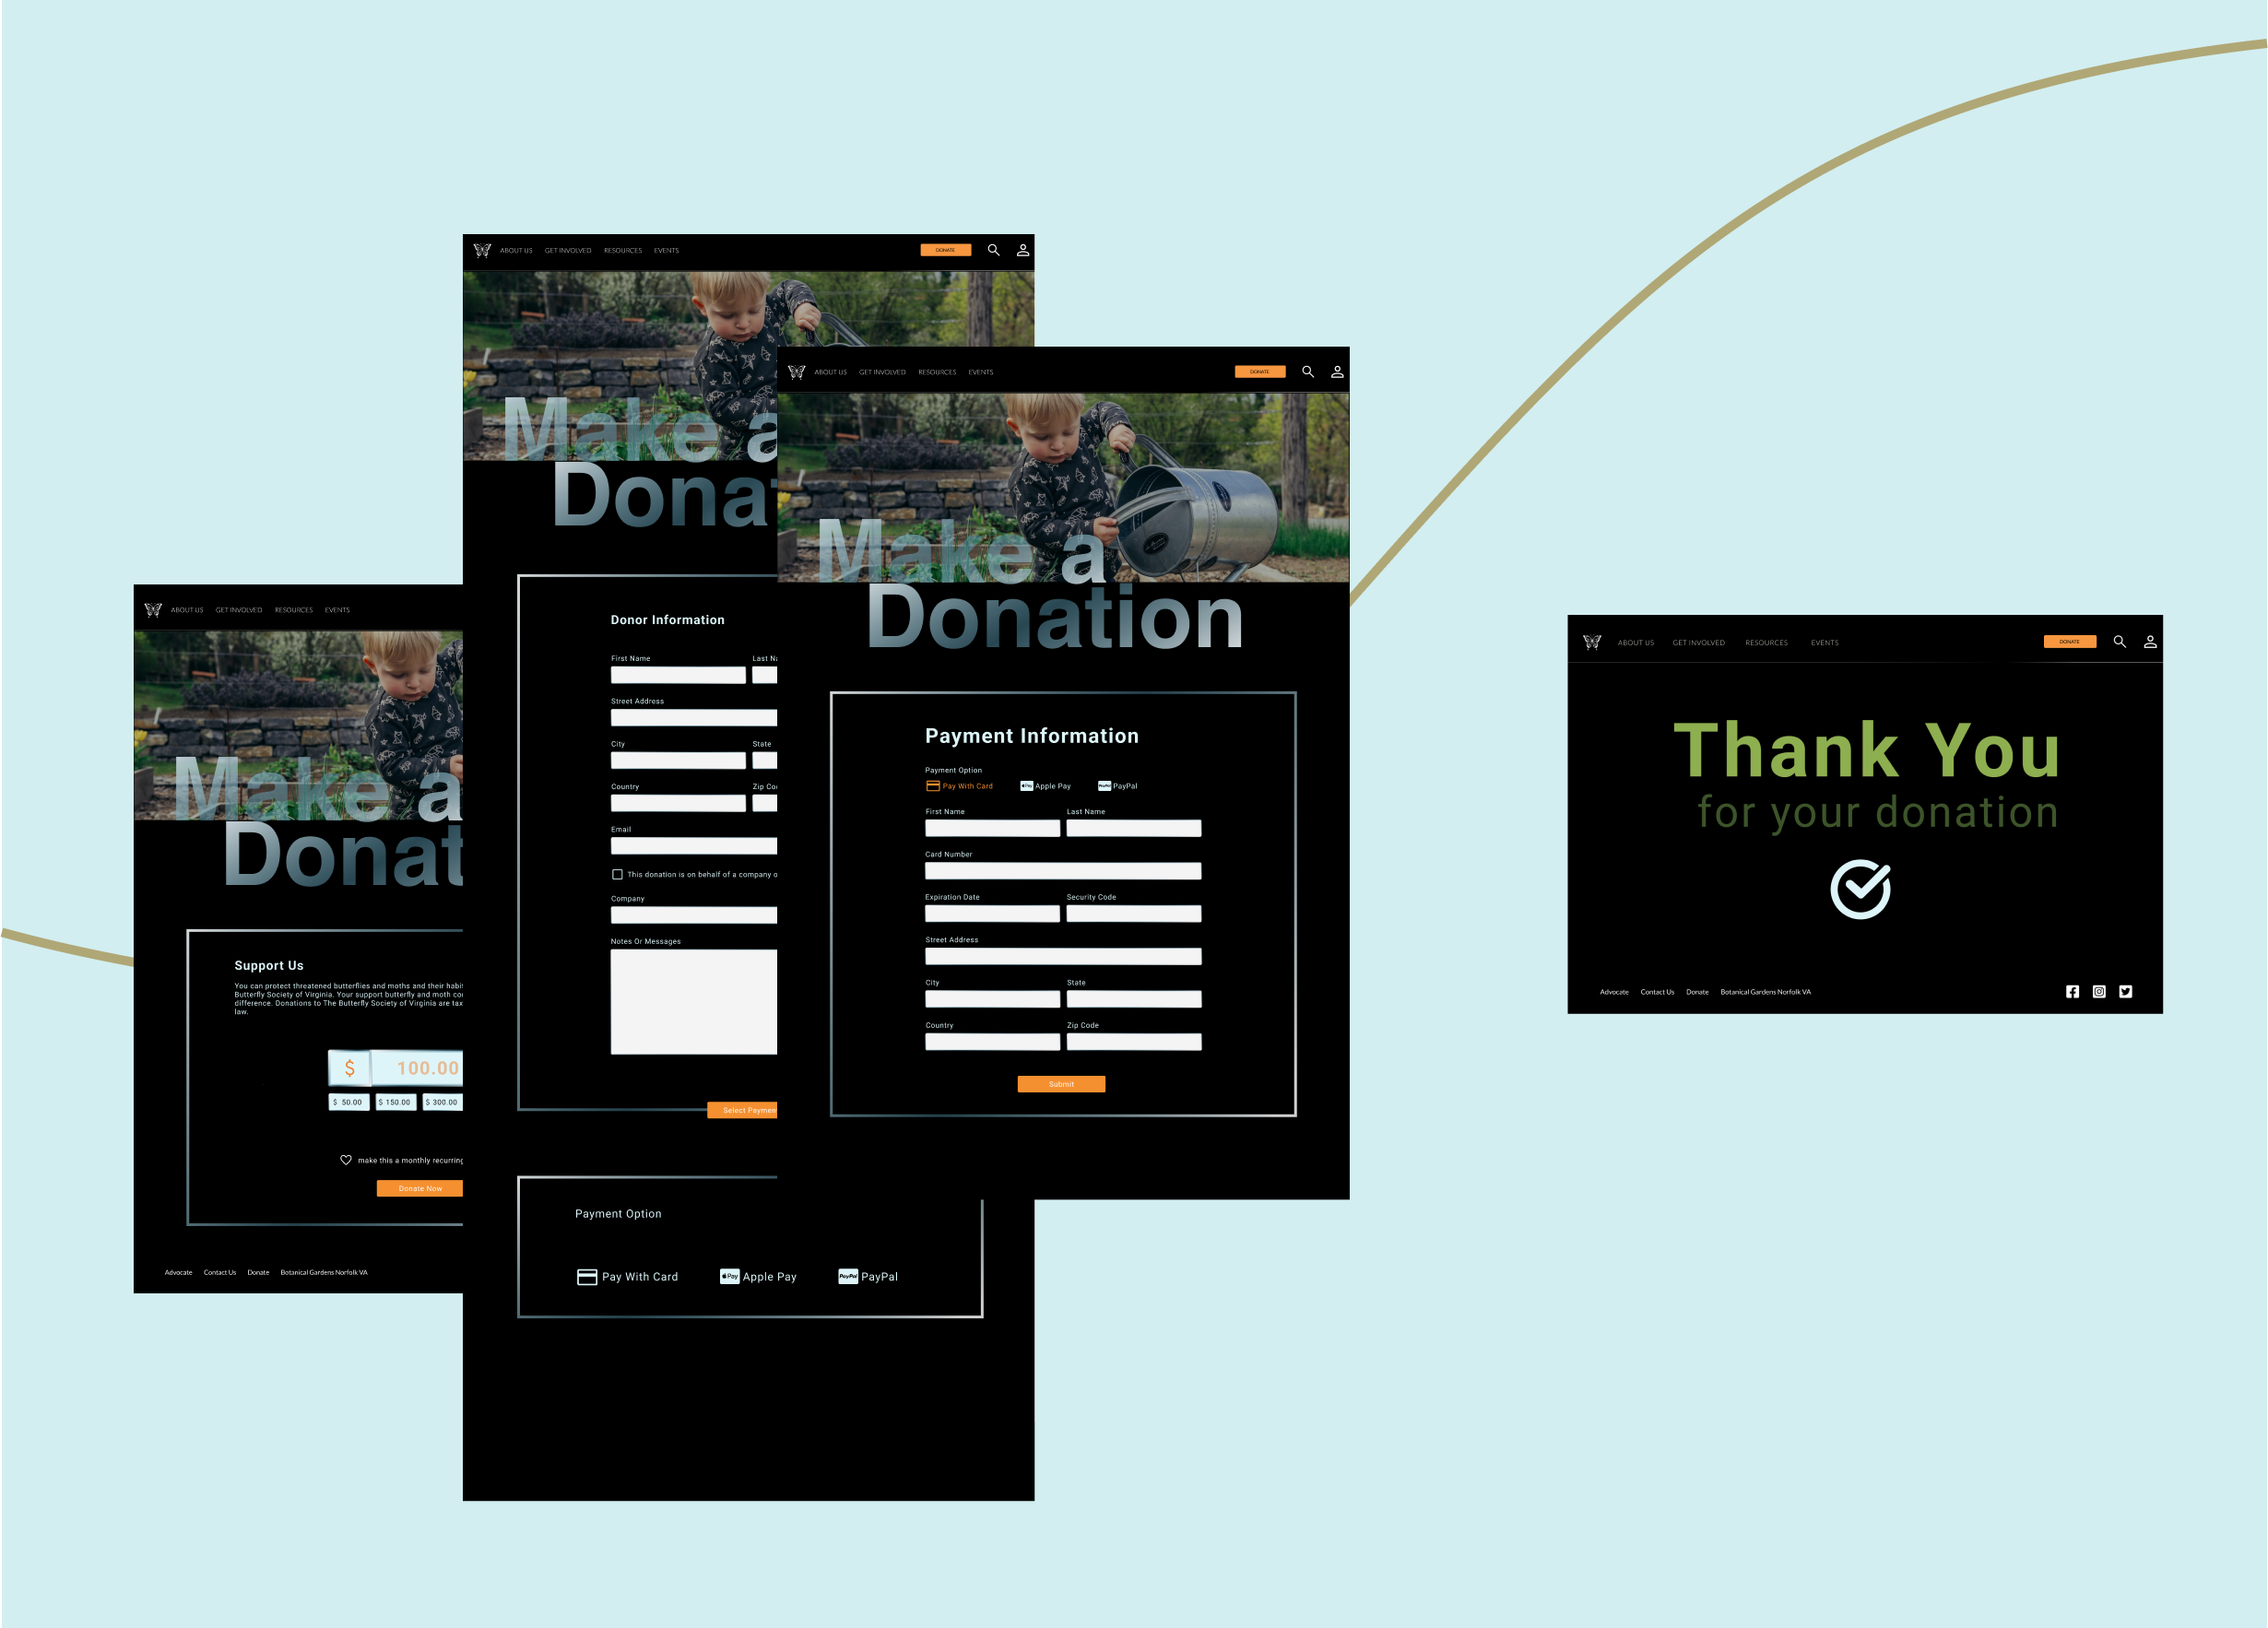 ABOUT US GET INVOLVED RESOURCES EVENTS
Make a
Donat
Support Us
You can protect threatened butterflies and moths and their
Butterfly Society of Virginia. Your support butterfly and moth
difference. Donations to The Butterfly Society of Virginia are
law.
$ 100.00
$ 50.00 $ 150.00 $ 300.00
make this a monthly recurring
Donate Now
Advocate Contact Us Donate Botanical Gardens Norfolk VA
ABOUT US GET INVOLVED RESOURCES EVENTS DONATE
Make a
Dona
Donor Information
First Name Last
Street Address
City State
Country Zip
Email
This donation is on behalf of a company
Company
Notes Or Messages
Select
Payment Option
Pay With Card Pay Apple Pay PayPal PayPal
ABOUT US GET INVOLVED RESOURCES EVENTS DONATE
Make a
Donation
Payment Information
Payment Option
Pay With Card Pay Apple Pay PayPal PayPal
First Name Last Name
Card Number
Expiration Date Security Code
Street Address
City State
Country Zip Code
Submit
ABOUT US GET INVOLVED RESOURCES EVENTS DONATE
Thank You
for your donation
Advocate Contact Us Donate Botanical Gardens Norfolk VA